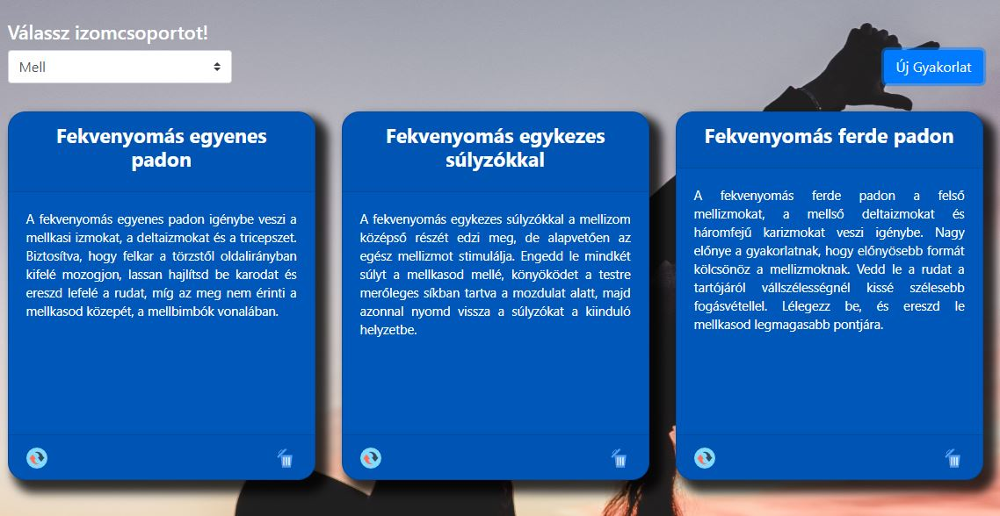 Válassz izomcsoportot!
Mell
Új Gyakorlat
Fekvenyomás egyenes
padon
A fekvenyomás egyenes padon igénybe veszi a
mellkasi izmokat, a deltaizmokat és a tricepszet.
Biztosítva, hogy felkar a törzstől oldalirányban
kifelé mozogjon, lassan hajlítsd be karodat és
ereszd lefelé a rudat, míg az meg nem érinti a
mellkasod közepét, a mellbimbók vonalában.
Fekvenyomás egykezes
súlyzókkal
A fekvenyomás egykezes súlyzókkal a mellizom
középső részét edzi meg, de alapvetően az
egész mellizmot stimulálja. Engedd le mindkét
súlyt a mellkasod mellé, könyöködet a testre
merőleges síkban tartva a mozdulat alatt, majd
azonnal nyomd vissza a súlyzókat a kiinduló
helyzetbe.
Fekvenyomás ferde padon
A fekvenyomás ferde padon a felső
mellizmokat, a mellső deltaizmokat és
háromfejű karizmokat veszi igénybe. Nagy
előnye a gyakorlatnak, hogy előnyösebb formát
kölcsönöz a mellizmoknak. Vedd le a rudat a
tartójáról vállszélességnél kissé szélesebb
fogásvétellel. Lélegezz be, és ereszd le
mellkasod legmagasabb pontjára.